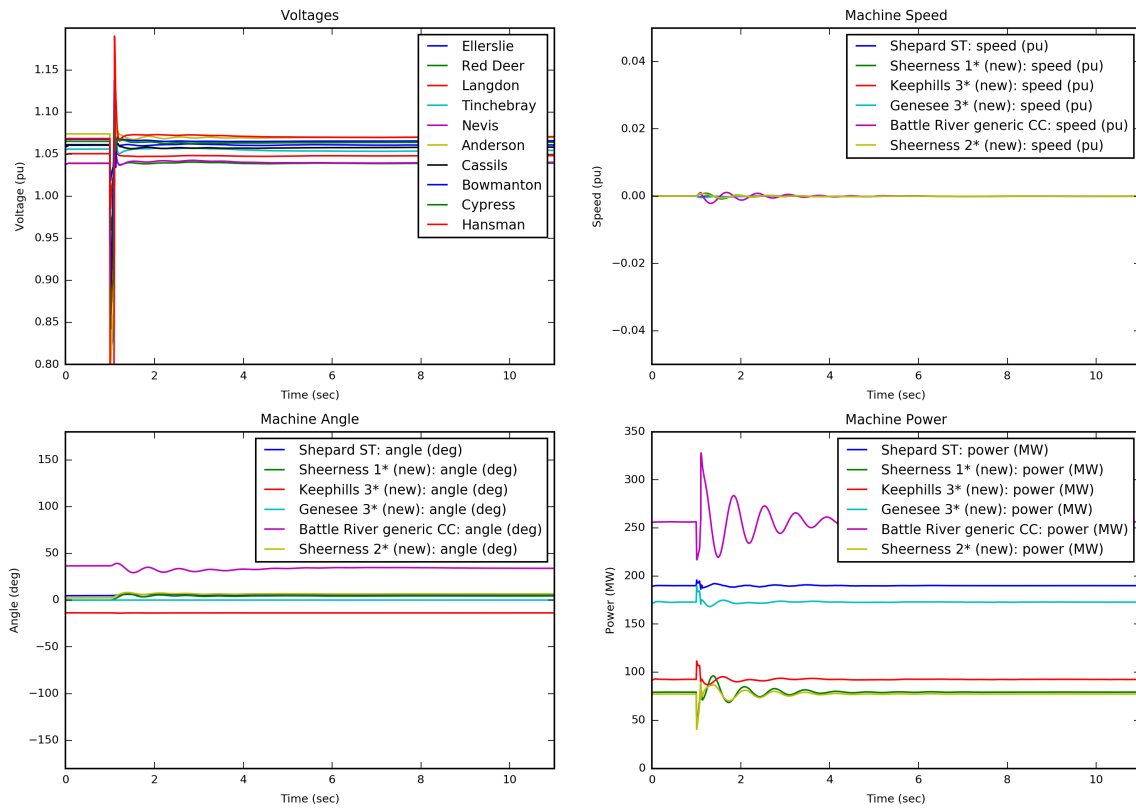 Voltages
1.15
1.10
1.05
1.00
0.95
0.90
0.85
0.80
Voltage (pu)
Ellerslie
Red Deer
Langdon
Tinchebray
Nevis
Anderson
Cassils
Bowmanton
Cypress
Hansman
0 2 4 6 8 10
Time (sec)
Machine Speed
0.04
0.02
0.00
−0.02
−0.04
Speed (pu)
Shepard ST: speed (pu)
Sheerness 1* (new): speed (pu)
Keephills 3* (new): speed (pu)
Genesee 3* (new): speed (pu)
Battle River generic CC: speed (pu)
Sheerness 2* (new): speed (pu)
0 2 4 6 8 10
Time (sec)
Machine Angle
150
100
50
0
−50
−100
−150
Angle (deg)
Shepard ST: angle (deg)
Sheerness 1* (new): angle (deg)
Keephills 3* (new): angle (deg)
Genesee 3* (new): angle (deg)
Battle River generic CC: angle (deg)
Sheerness 2* (new): angle (deg)
0 2 4 6 8 10
Time (sec)
Machine Power
350
300
250
200
150
100
50
0
Power (MW)
Shepard ST: power (MW)
Sheerness 1* (new): power (MW)
Keephills 3* (new): power (MW)
Genesee 3* (new): power (MW)
Battle River generic CC: power (MW)
Sheerness 2* (new): power (MW)
0 2 4 6 8 10
Time (sec)